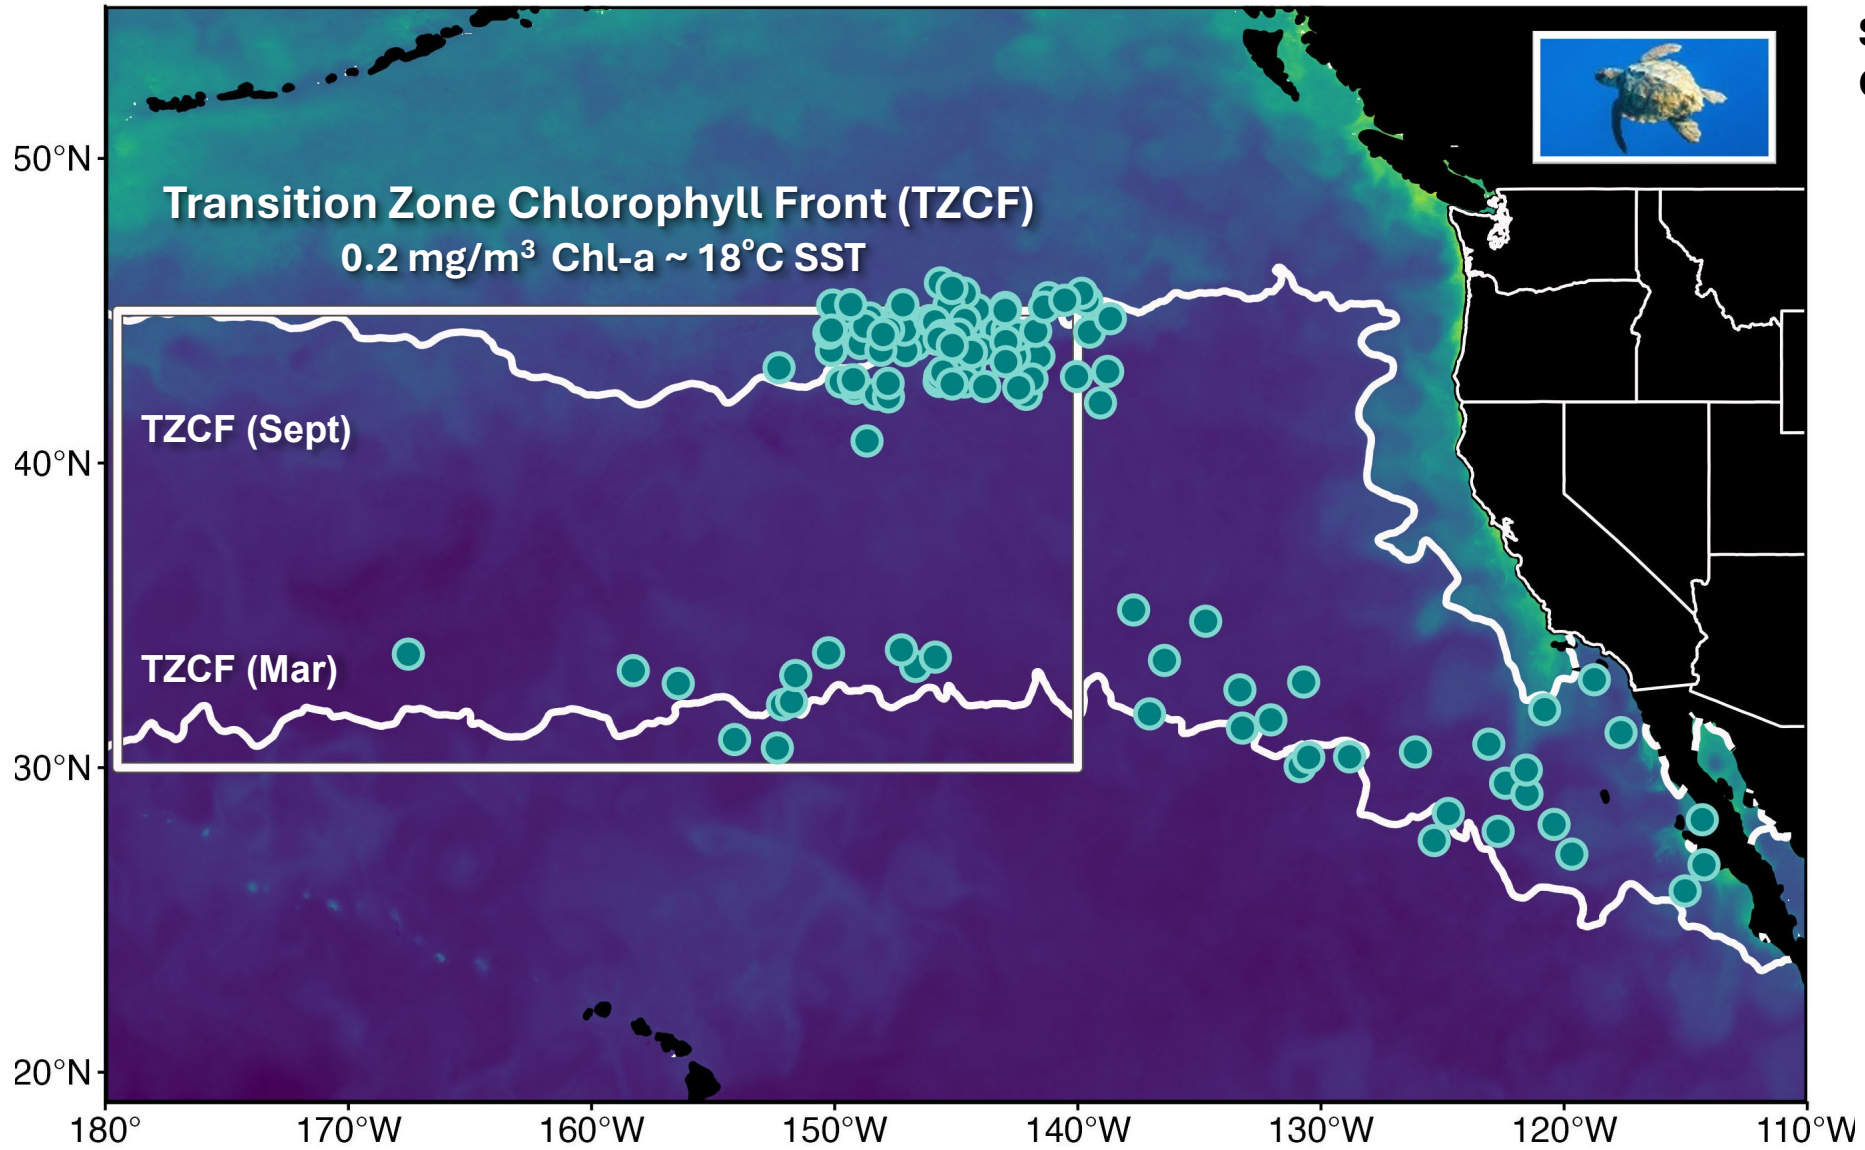 50°N
Transition Zone Chlorophyll Front (TZCF)
0.2 mg/m³ Chl-a ~ 18°C SST
TZCF (Sept)
40°N
TZCF (Mar)
30°N
20°N
180° 170°W 160°W 150°W 140°W 130°W 120°W 110°W